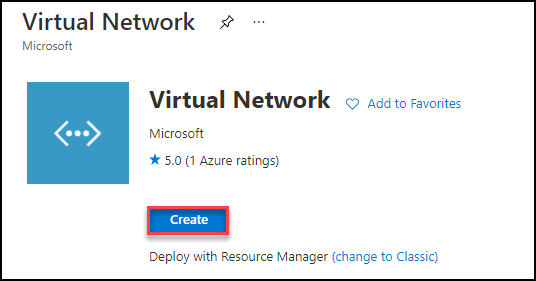 Virtual Network
Microsoft
Virtual Network
Add to Favorites
Microsoft
5.0 (1 Azure ratings)
Create
Deploy with Resource Manager (change to Classic)